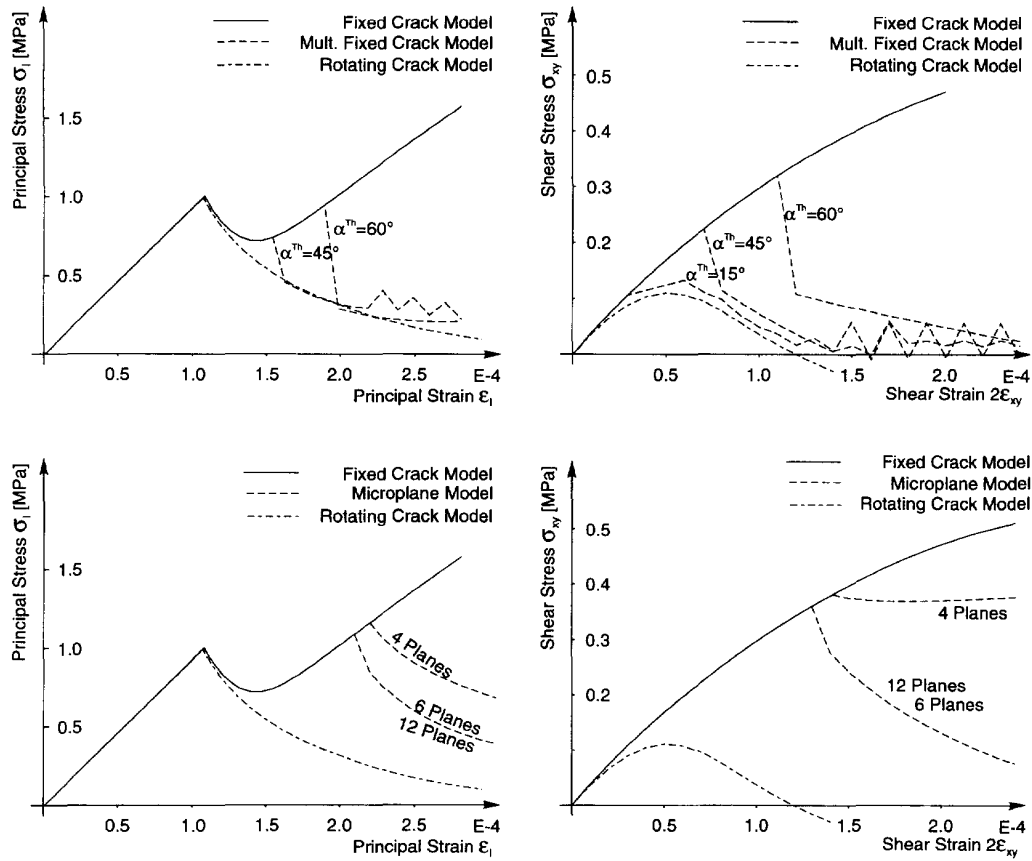 Principal Stress σI [MPa]
Fixed Crack Model
Mult. Fixed Crack Model
Rotating Crack Model
1.5
1.0
0.5
α^Th=60°
α^Th=45°
0.5 1.0 1.5 2.0 2.5 E-4
Principal Strain εI
Shear Stress σxy [MPa]
Fixed Crack Model
Mult. Fixed Crack Model
Rotating Crack Model
0.5
0.4
0.3
0.2
α^Th=60°
α^Th=45°
α^Th=15°
0.5 1.0 1.5 2.0 E-4
Shear Strain 2εxy
Principal Stress σI [MPa]
Fixed Crack Model
Microplane Model
Rotating Crack Model
1.5
1.0
0.5
4 Planes
6 Planes
12 Planes
0.5 1.0 1.5 2.0 2.5 E-4
Principal Strain εI
Shear Stress σxy [MPa]
Fixed Crack Model
Microplane Model
Rotating Crack Model
0.5
0.4
0.3
0.2
4 Planes
12 Planes
6 Planes
0.5 1.0 1.5 2.0 E-4
Shear Strain 2εxy